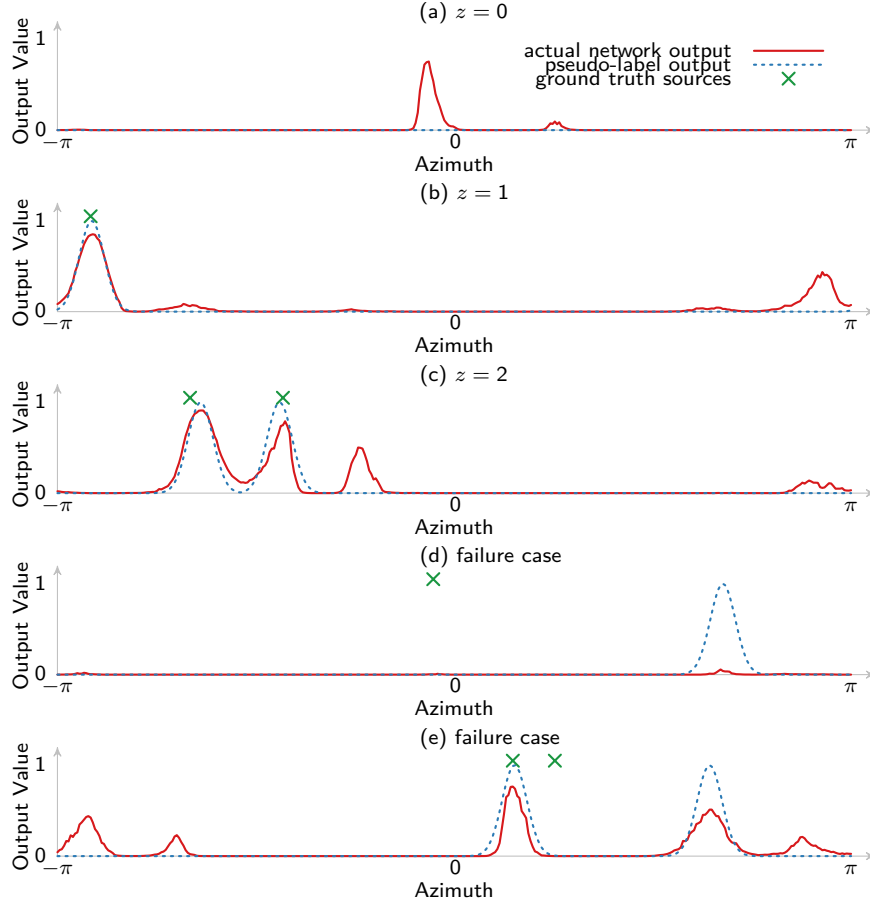 (a) z = 0
Output Value
1
0
−π
0
π
Azimuth
actual network output
pseudo-label output
ground truth sources
(b) z = 1
Output Value
1
0
−π
0
π
Azimuth
(c) z = 2
Output Value
1
0
−π
0
π
Azimuth
(d) failure case
Output Value
1
0
−π
0
π
Azimuth
(e) failure case
Output Value
1
0
−π
0
π
Azimuth